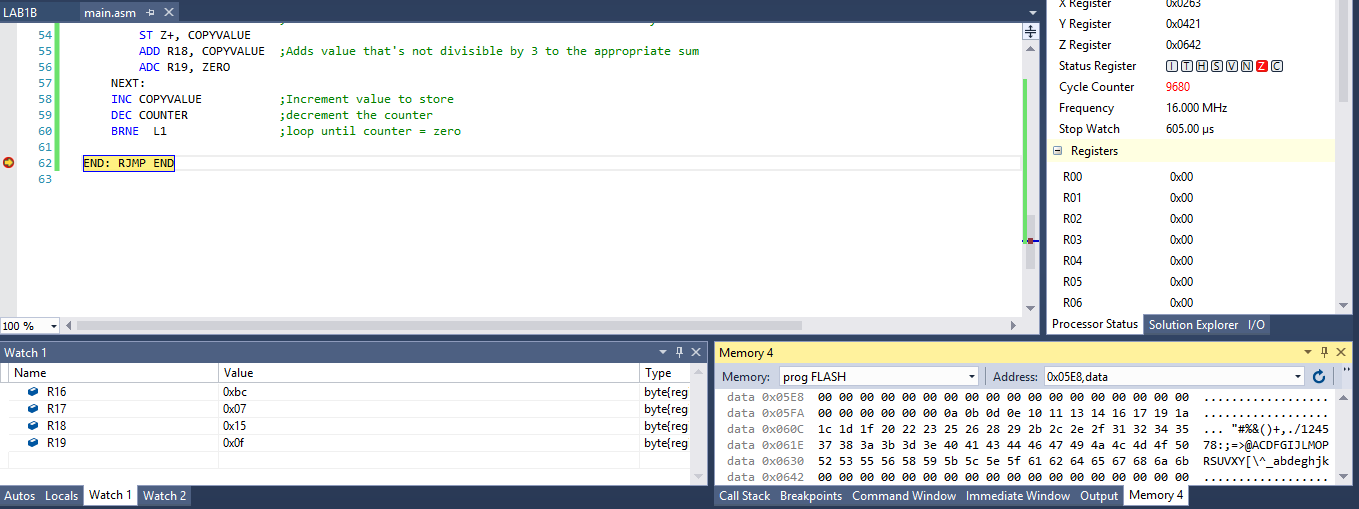 LAB1B
main.asm
54 ST Z+, COPYVALUE
55 ADD R18, COPYVALUE ;Adds value that's not divisible by 3 to the appropriate sum
56 ADC R19, ZERO
57 NEXT:
58 INC COPYVALUE ;Increment value to store
59 DEC COUNTER ;decrement the counter
60 BRNE L1 ;loop until counter = zero
61
62 END: RJMP END
63
100 %
X Register 0x0263
Y Register 0x0421
Z Register 0x0642
Status Register I T H S V N Z C
Cycle Counter 9680
Frequency 16.000 MHz
Stop Watch 605.00 µs
Registers
R00 0x00
R01 0x00
R02 0x00
R03 0x00
R04 0x00
R05 0x00
R06 0x00
Processor Status Solution Explorer I/O
Watch 1
Name Value Type
R16 0xbc byte{reg
R17 0x07 byte{reg
R18 0x15 byte{reg
R19 0x0f byte{reg
Autos Locals Watch 1 Watch 2
Memory 4
Memory: prog FLASH Address: 0x05E8,data
data 0x05E8 00 00 00 00 00 00 00 00 00 00 00 00 00 00 00 00 00 00 ..................
data 0x05FA 00 00 00 00 00 00 0a 0b 0d 0e 10 11 13 14 16 17 19 1a ..................
data 0x060C 1c 1d 1f 20 22 23 25 26 28 29 2b 2c 2e 2f 31 32 34 35 ... "#%&()+,./1245
data 0x061E 37 38 3a 3b 3d 3e 40 41 43 44 46 47 49 4a 4c 4d 4f 50 78:;=>@ACDFGIJLMOP
data 0x0630 52 53 55 56 58 59 5b 5c 5e 5f 61 62 64 65 67 68 6a 6b RSUVXY[\^_abdeghjk
data 0x0642 00 00 00 00 00 00 00 00 00 00 00 00 00 00 00 00 00 00 ..................
Call Stack Breakpoints Command Window Immediate Window Output Memory 4